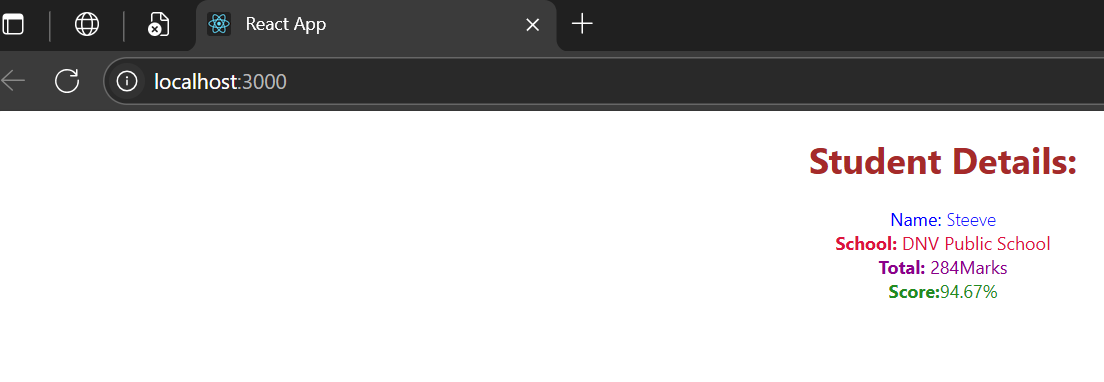 React App
localhost:3000
Student Details:
Name: Steeve
School: DNV Public School
Total: 284Marks
Score:94.67%